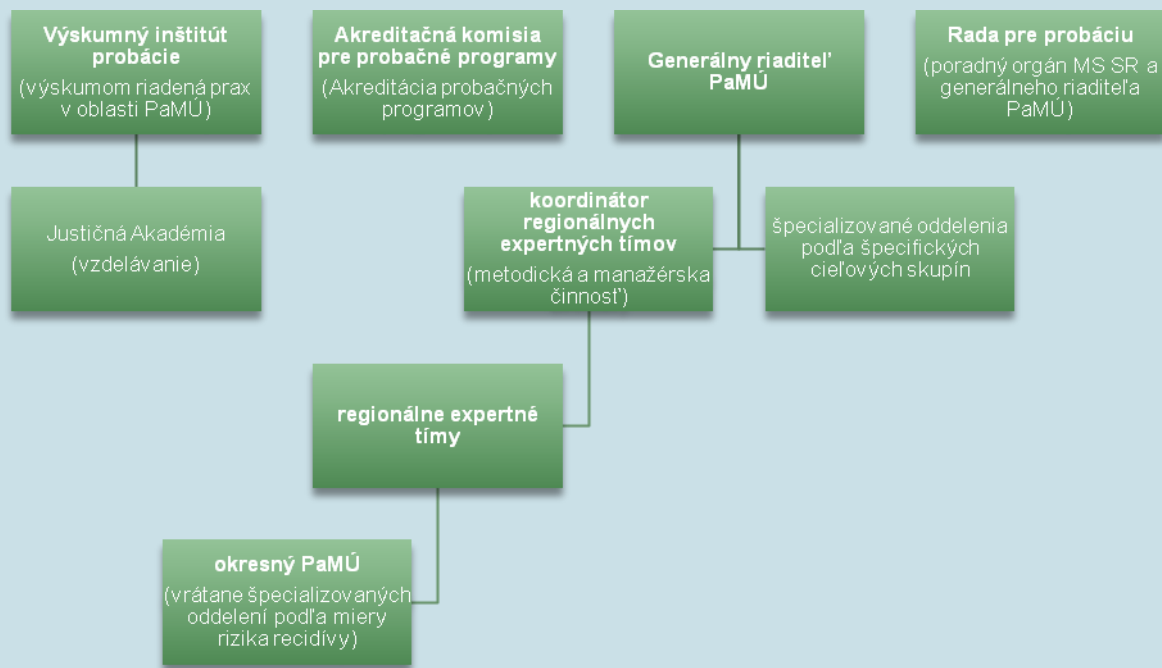 Výskumný inštitút
probácie
(výskumom riadená prax
v oblasti PaMÚ)
Akreditačná komisia
pre probačné programy
(Akreditácia probačných
programov)
Generálny riaditeľ
PaMÚ
Rada pre probáciu
(poradný orgán MS SR a
generálneho riaditeľa
PaMÚ)
Justičná Akadémia
(vzdelávanie)
koordinátor
regionálnych
expertných tímov
(metodická a manažérska
činnosť)
špecializované oddelenia
podľa špecifických
cieľových skupín
regionálne expertné
tímy
okresný PaMÚ
(vrátane špecializovaných
oddelení podľa miery
rizika recidívy)